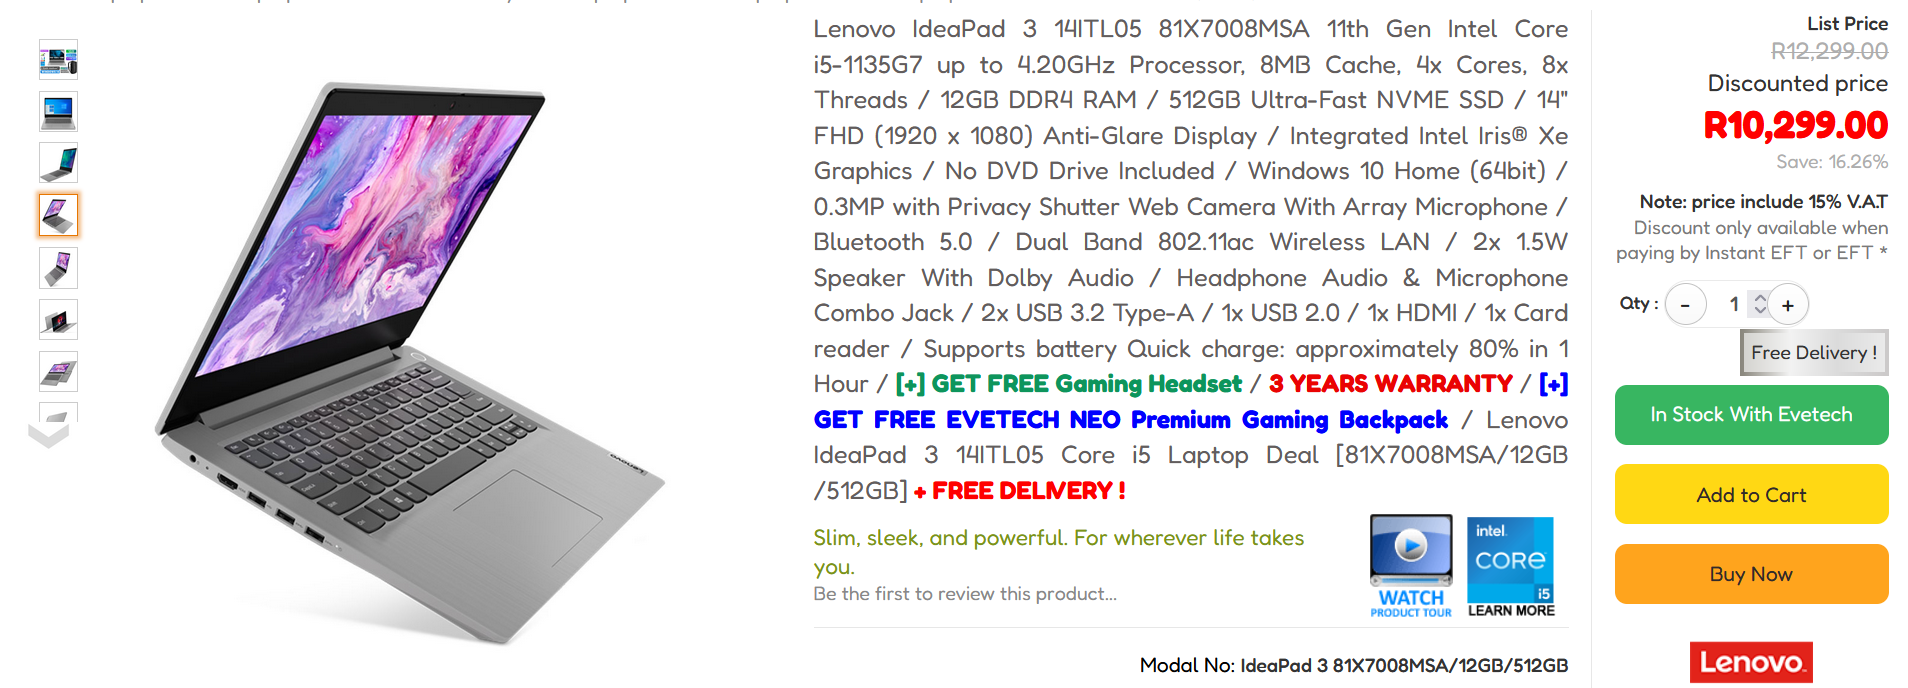 Lenovo IdeaPad 3 14ITL05 81X7008MSA 11th Gen Intel Core
i5-1135G7 up to 4.20GHz Processor, 8MB Cache, 4x Cores, 8x
Threads / 12GB DDR4 RAM / 512GB Ultra-Fast NVME SSD / 14"
FHD (1920 x 1080) Anti-Glare Display / Integrated Intel Iris® Xe
Graphics / No DVD Drive Included / Windows 10 Home (64bit) /
0.3MP with Privacy Shutter Web Camera With Array Microphone /
Bluetooth 5.0 / Dual Band 802.11ac Wireless LAN / 2x 1.5W
Speaker With Dolby Audio / Headphone Audio & Microphone
Combo Jack / 2x USB 3.2 Type-A / 1x USB 2.0 / 1x HDMI / 1x Card
reader / Supports battery Quick charge: approximately 80% in 1
Hour / [+] GET FREE Gaming Headset / 3 YEARS WARRANTY / [+]
GET FREE EVETECH NEO Premium Gaming Backpack / Lenovo
IdeaPad 3 14ITL05 Core i5 Laptop Deal [81X7008MSA/12GB
/512GB] + FREE DELIVERY !
Slim, sleek, and powerful. For wherever life takes
you.
Be the first to review this product...
WATCH
PRODUCT TOUR
intel.
CORE
i5
LEARN MORE
Modal No: IdeaPad 3 81X7008MSA/12GB/512GB
List Price
R12,299.00
Discounted price
R10,299.00
Save: 16.26%
Note: price include 15% V.A.T
Discount only available when
paying by Instant EFT or EFT *
Qty : - 1 +
Free Delivery !
In Stock With Evetech
Add to Cart
Buy Now
Lenovo